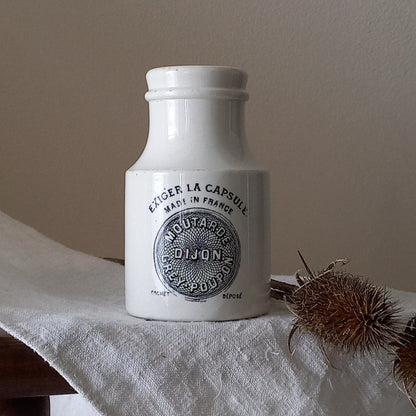 EXIGER LA CAPSULE
MADE IN FRANCE
MOUTARDE
DIJON
GREY-POUPON
CACHET DÉPOSÉ